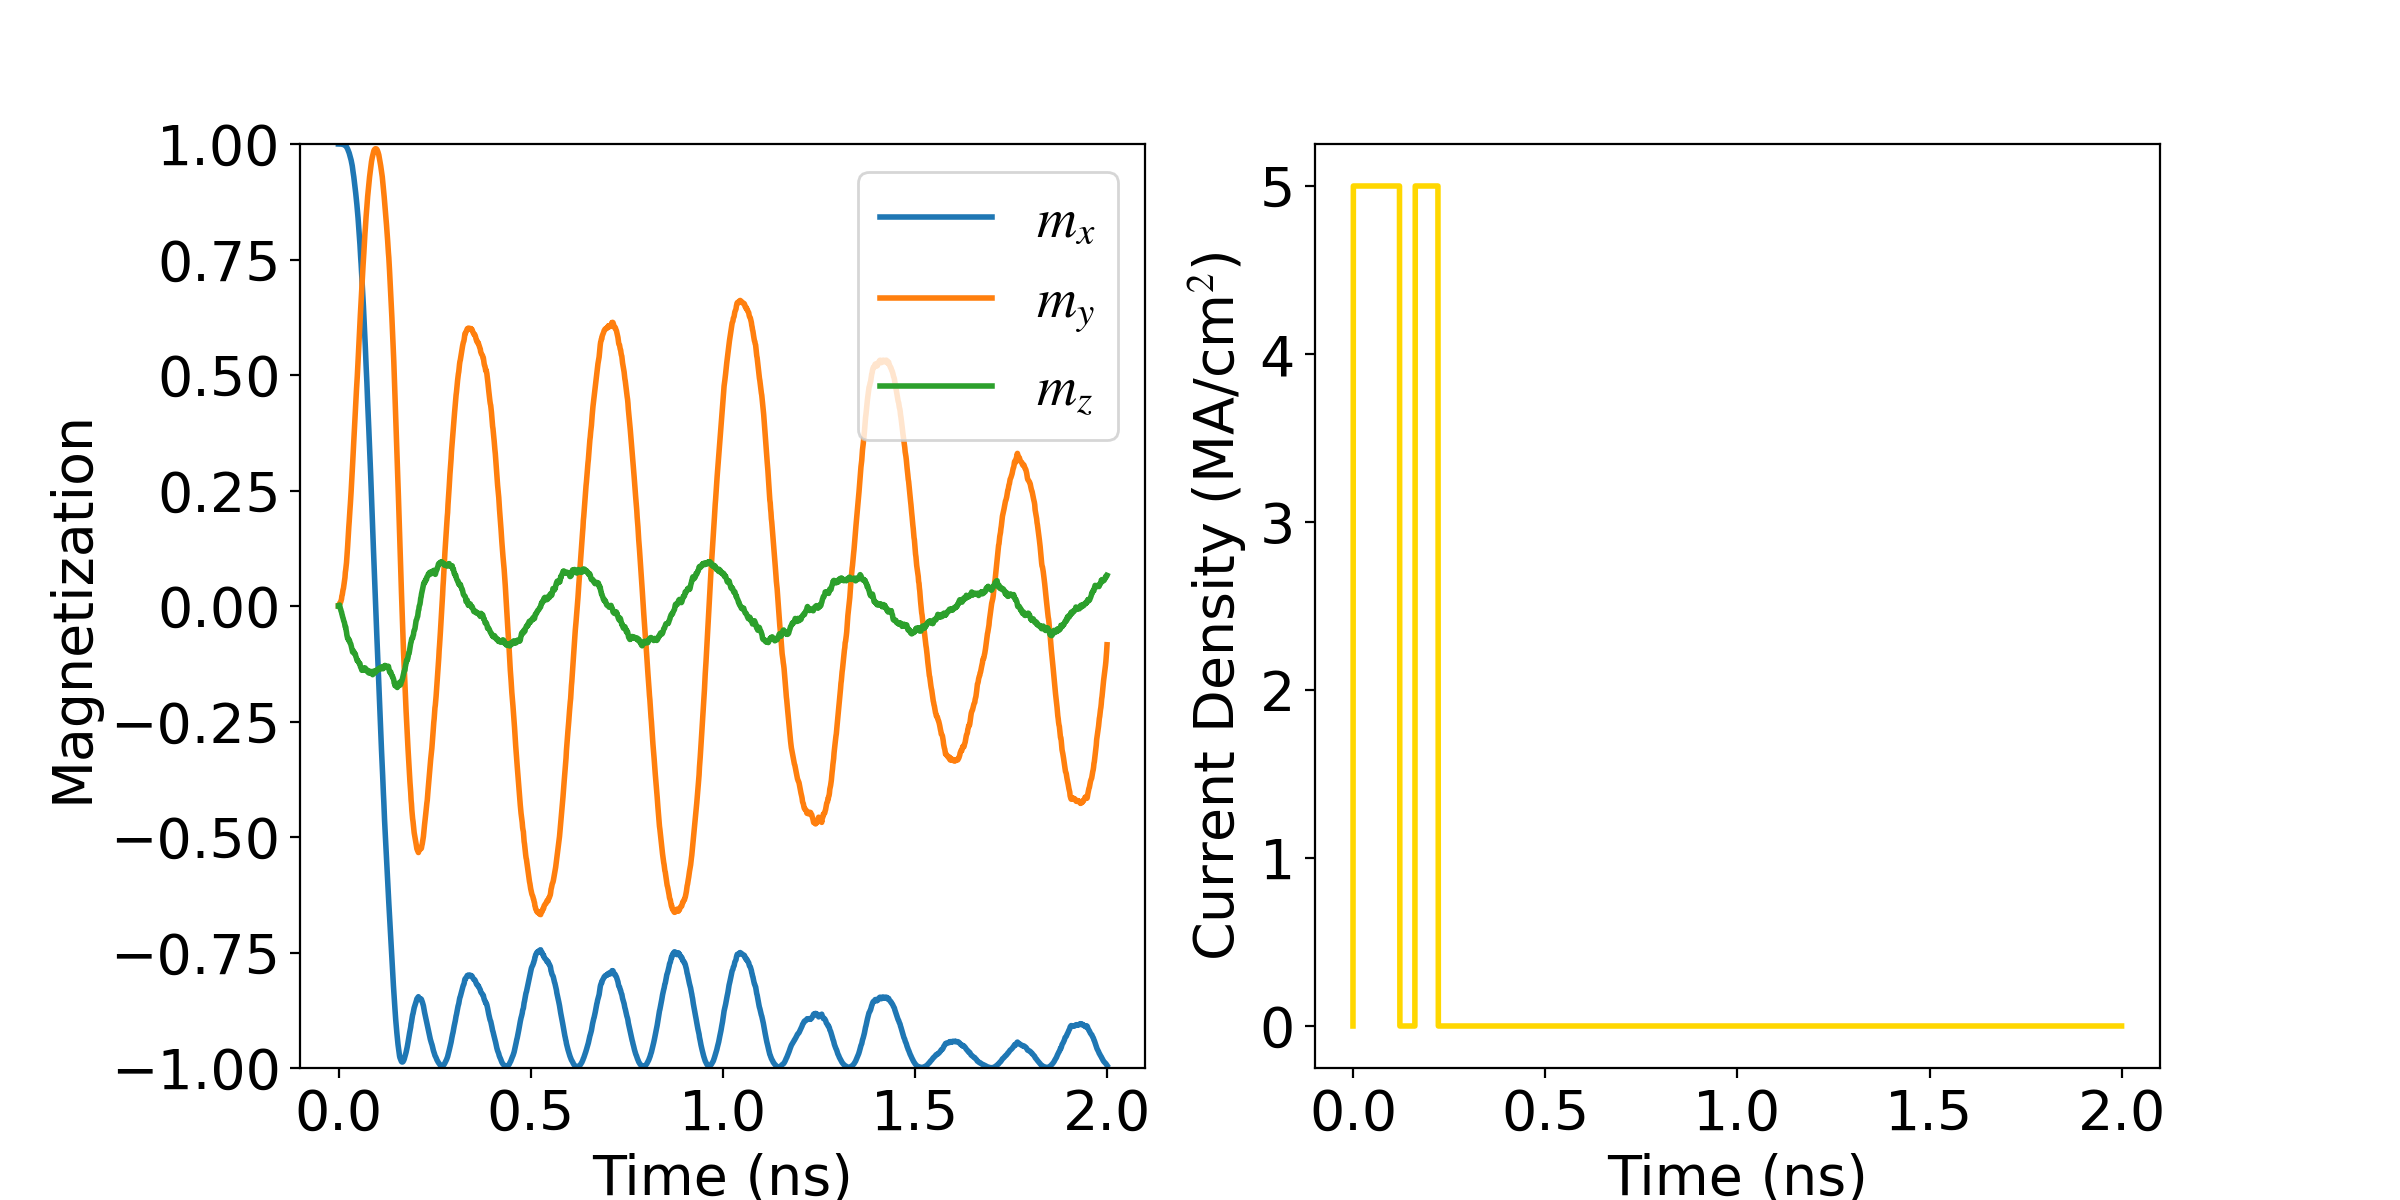 Magnetization
1.00
0.75
0.50
0.25
0.00
−0.25
−0.50
−0.75
−1.00
0.0 0.5 1.0 1.5 2.0
Time (ns)
m_x
m_y
m_z
Current Density (MA/cm²)
5
4
3
2
1
0
0.0 0.5 1.0 1.5 2.0
Time (ns)